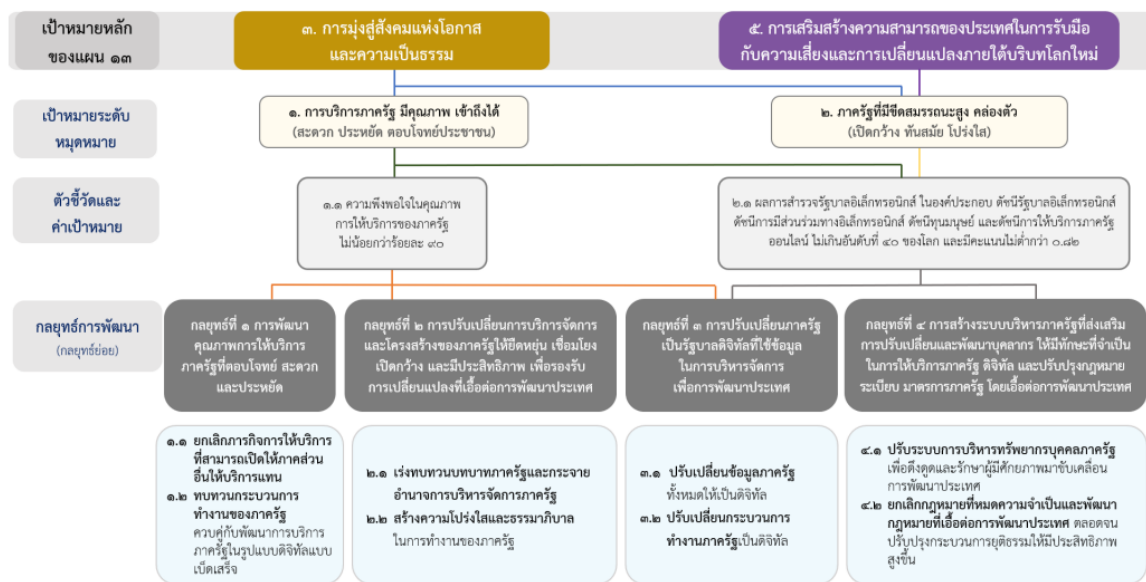 เป้าหมายหลัก
ของแผน ๑๓
๓. การมุ่งสู่สังคมแห่งโอกาส
และความเป็นธรรม
๕. การเสริมสร้างความสามารถของประเทศในการรับมือ
กับความเสี่ยงและการเปลี่ยนแปลงภายใต้บริบทโลกใหม่
เป้าหมายระดับ
หมุดหมาย
๑. การบริการภาครัฐ มีคุณภาพ เข้าถึงได้
(สะดวก ประหยัด ตอบโจทย์ประชาชน)
๒. ภาครัฐที่มีขีดสมรรถนะสูง คล่องตัว
(เปิดกว้าง ทันสมัย โปร่งใส)
ตัวชี้วัดและ
ค่าเป้าหมาย
๑.๑ ความพึงพอใจในคุณภาพ
การให้บริการของภาครัฐ
ไม่น้อยกว่าร้อยละ ๙๐
๒.๑ ผลการสำรวจรัฐบาลอิเล็กทรอนิกส์ ในองค์ประกอบ ดัชนีรัฐบาลอิเล็กทรอนิกส์
ดัชนีการมีส่วนร่วมทางอิเล็กทรอนิกส์ ดัชนีทุนมนุษย์ และดัชนีการให้บริการภาครัฐ
ออนไลน์ ไม่เกินอันดับที่ ๔๐ ของโลก และมีคะแนนไม่ต่ำกว่า ๐.๘๒
กลยุทธ์การพัฒนา
(กลยุทธ์ย่อย)
กลยุทธ์ที่ ๑ การพัฒนา
คุณภาพการให้บริการ
ภาครัฐที่ตอบโจทย์ สะดวก
และประหยัด
กลยุทธ์ที่ ๒ การปรับเปลี่ยนการบริการจัดการ
และโครงสร้างของภาครัฐให้ยืดหยุ่น เชื่อมโยง
เปิดกว้าง และมีประสิทธิภาพ เพื่อรองรับ
การเปลี่ยนแปลงที่เอื้อต่อการพัฒนาประเทศ
กลยุทธ์ที่ ๓ การปรับเปลี่ยนภาครัฐ
เป็นรัฐบาลดิจิทัลที่ใช้ข้อมูล
ในการบริหารจัดการ
เพื่อการพัฒนาประเทศ
กลยุทธ์ที่ ๔ การสร้างระบบบริหารภาครัฐที่ส่งเสริม
การปรับเปลี่ยนและพัฒนาบุคลากร ให้มีทักษะที่จำเป็น
ในการให้บริการภาครัฐ ดิจิทัล และปรับปรุงกฎหมาย
ระเบียบ มาตรการภาครัฐ โดยเอื้อต่อการพัฒนาประเทศ
๑.๑ ยกเลิกภารกิจการให้บริการ
ที่สามารถเปิดให้ภาคส่วน
อื่นให้บริการแทน
๑.๒ ทบทวนกระบวนการ
ทำงานของภาครัฐ
ควบคู่กับพัฒนาการบริการ
ภาครัฐในรูปแบบดิจิทัลแบบ
เบ็ดเสร็จ
๒.๑ เร่งทบทวนบทบาทภาครัฐและกระจาย
อำนาจการบริหารจัดการภาครัฐ
๒.๒ สร้างความโปร่งใสและธรรมาภิบาล
ในการทำงานของภาครัฐ
๓.๑ ปรับเปลี่ยนข้อมูลภาครัฐ
ทั้งหมดให้เป็นดิจิทัล
๓.๒ ปรับเปลี่ยนกระบวนการ
ทำงานภาครัฐเป็นดิจิทัล
๔.๑ ปรับระบบการบริหารทรัพยากรบุคคลภาครัฐ
เพื่อดึงดูดและรักษาผู้มีศักยภาพมาขับเคลื่อน
การพัฒนาประเทศ
๔.๒ ยกเลิกกฎหมายที่หมดความจำเป็นและพัฒนา
กฎหมายที่เอื้อต่อการพัฒนาประเทศ ตลอดจน
ปรับปรุงกระบวนการยุติธรรมให้มีประสิทธิภาพ
สูงขึ้น